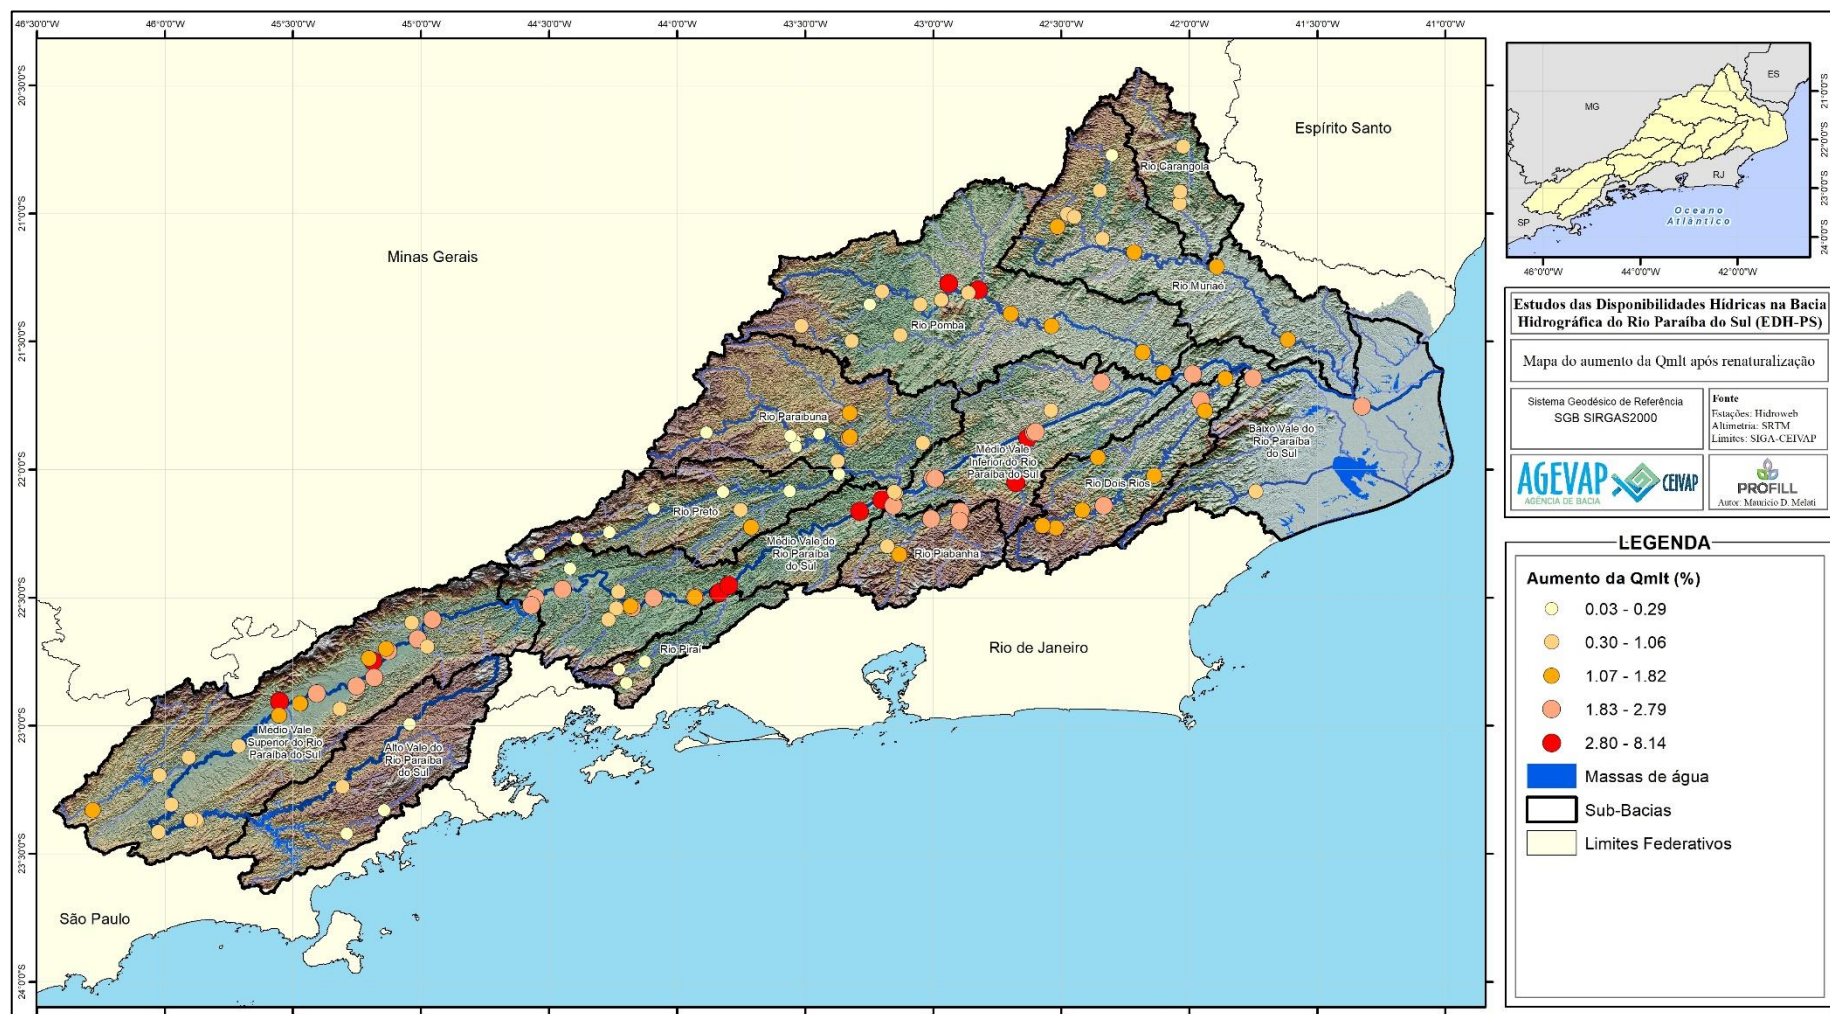 46°30'0"W
46°0'0"W
45°30'0"W
45°0'0"W
44°30'0"W
44°0'0"W
43°30'0"W
43°0'0"W
42°30'0"W
42°0'0"W
41°30'0"W
41°0'0"W
20°30'0"S
21°0'0"S
21°30'0"S
22°0'0"S
22°30'0"S
23°0'0"S
23°30'0"S
24°0'0"S
Espírito Santo
Minas Gerais
Rio de Janeiro
São Paulo
Rio Carangola
Rio Muriaé
Rio Pomba
Rio Paraibuna
Baixo Vale do
Rio Paraíba
do Sul
Médio Vale
Inferior do Rio
Paraíba do Sul
Rio Dois Rios
Rio Preto
Médio Vale do
Rio Paraíba
do Sul
Rio Piabanha
Rio Piraí
Médio Vale
Superior do Rio
Paraíba do Sul
Alto Vale do
Rio Paraíba
do Sul
ES
MG
RJ
SP
Oceano
Atlântico
21°0'0"S
22°0'0"S
23°0'0"S
24°0'0"S
46°0'0"W
44°0'0"W
42°0'0"W
Estudos das Disponibilidades Hídricas na Bacia
Hidrográfica do Rio Paraíba do Sul (EDH-PS)
Mapa do aumento da Qmlt após renaturalização
Sistema Geodésico de Referência
SGB SIRGAS2000
Fonte
Estações: Hidroweb
Altimetria: SRTM
Limites: SIGA-CEIVAP
AGEVAP
AGÊNCIA DE BACIA
CEIVAP
PROFILL
Autor: Maurício D. Melati
LEGENDA
Aumento da Qmlt (%)
0.03 - 0.29
0.30 - 1.06
1.07 - 1.82
1.83 - 2.79
2.80 - 8.14
Massas de água
Sub-Bacias
Limites Federativos